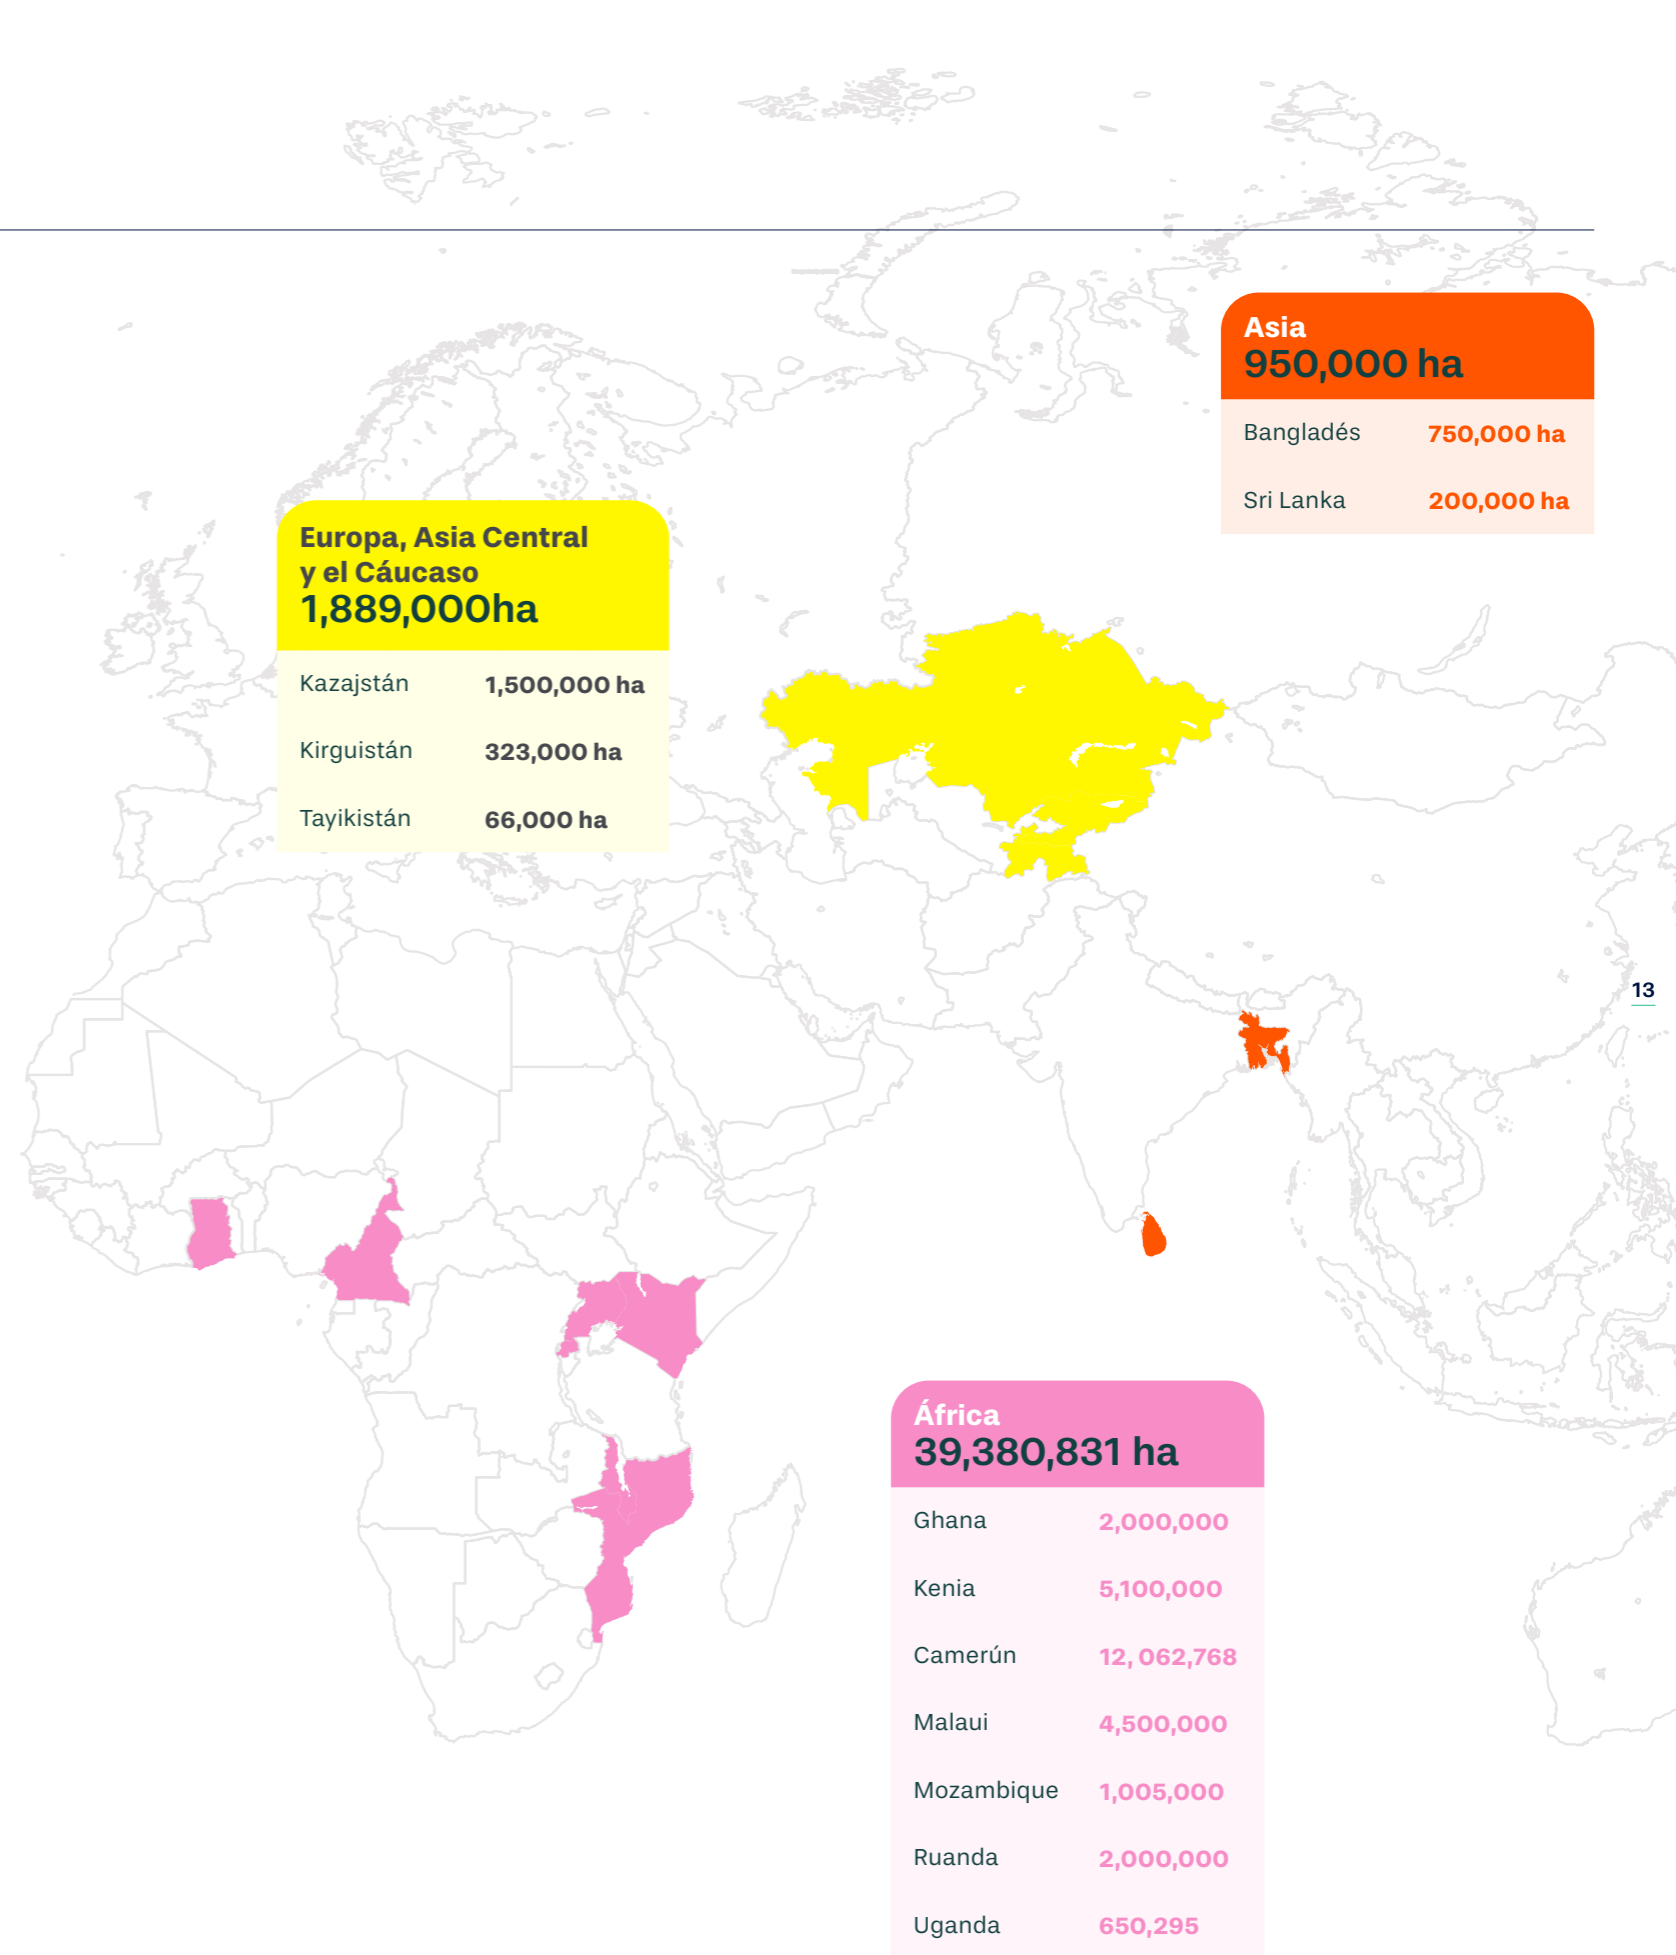 Asia
950,000 ha
Bangladés 750,000 ha
Sri Lanka 200,000 ha
Europa, Asia Central
y el Cáucaso
1,889,000ha
Kazajstán 1,500,000 ha
Kirguistán 323,000 ha
Tayikistán 66,000 ha
13
África
39,380,831 ha
Ghana 2,000,000
Kenia 5,100,000
Camerún 12, 062,768
Malaui 4,500,000
Mozambique 1,005,000
Ruanda 2,000,000
Uganda 650,295